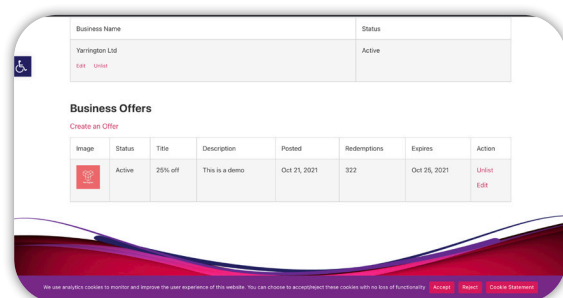 Business Name Status
Yarrington Ltd Active
Edit Unlist
Business Offers
Create an Offer
Image Status Title Description Posted Redemptions Expires Action
Active 25% off This is a demo Oct 21, 2021 322 Oct 25, 2021 Unlist
Edit
We use analytics cookies to monitor and improve the user experience of this website. You can choose to accept/reject these cookies with no loss of functionality Accept Reject Cookie Statement